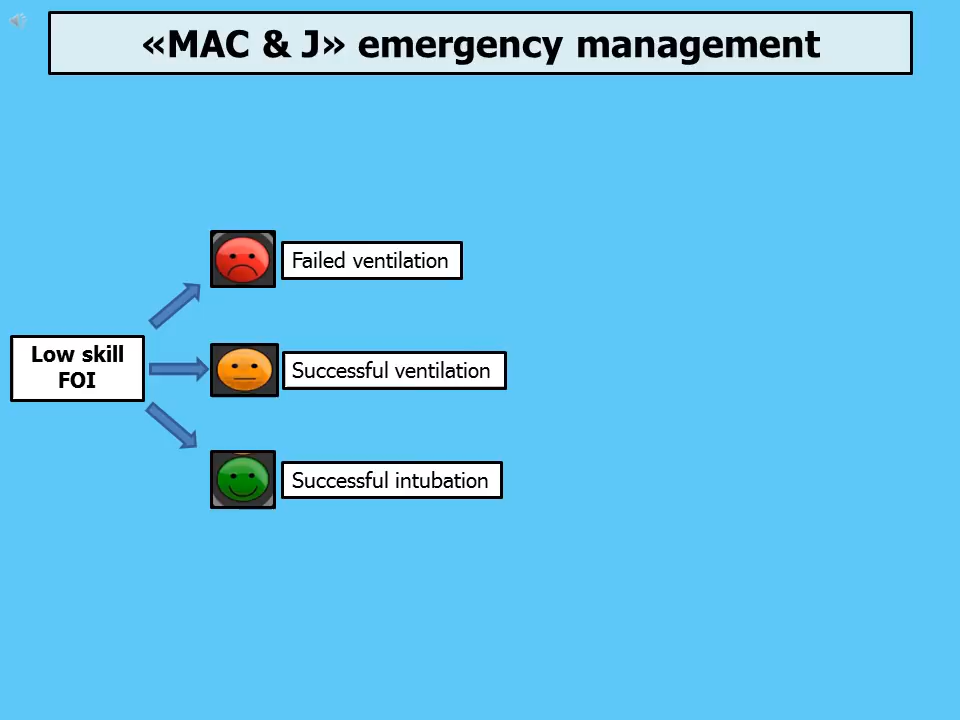 «MAC & J» emergency management
Failed ventilation
Low skill
FOI
Successful ventilation
Successful intubation